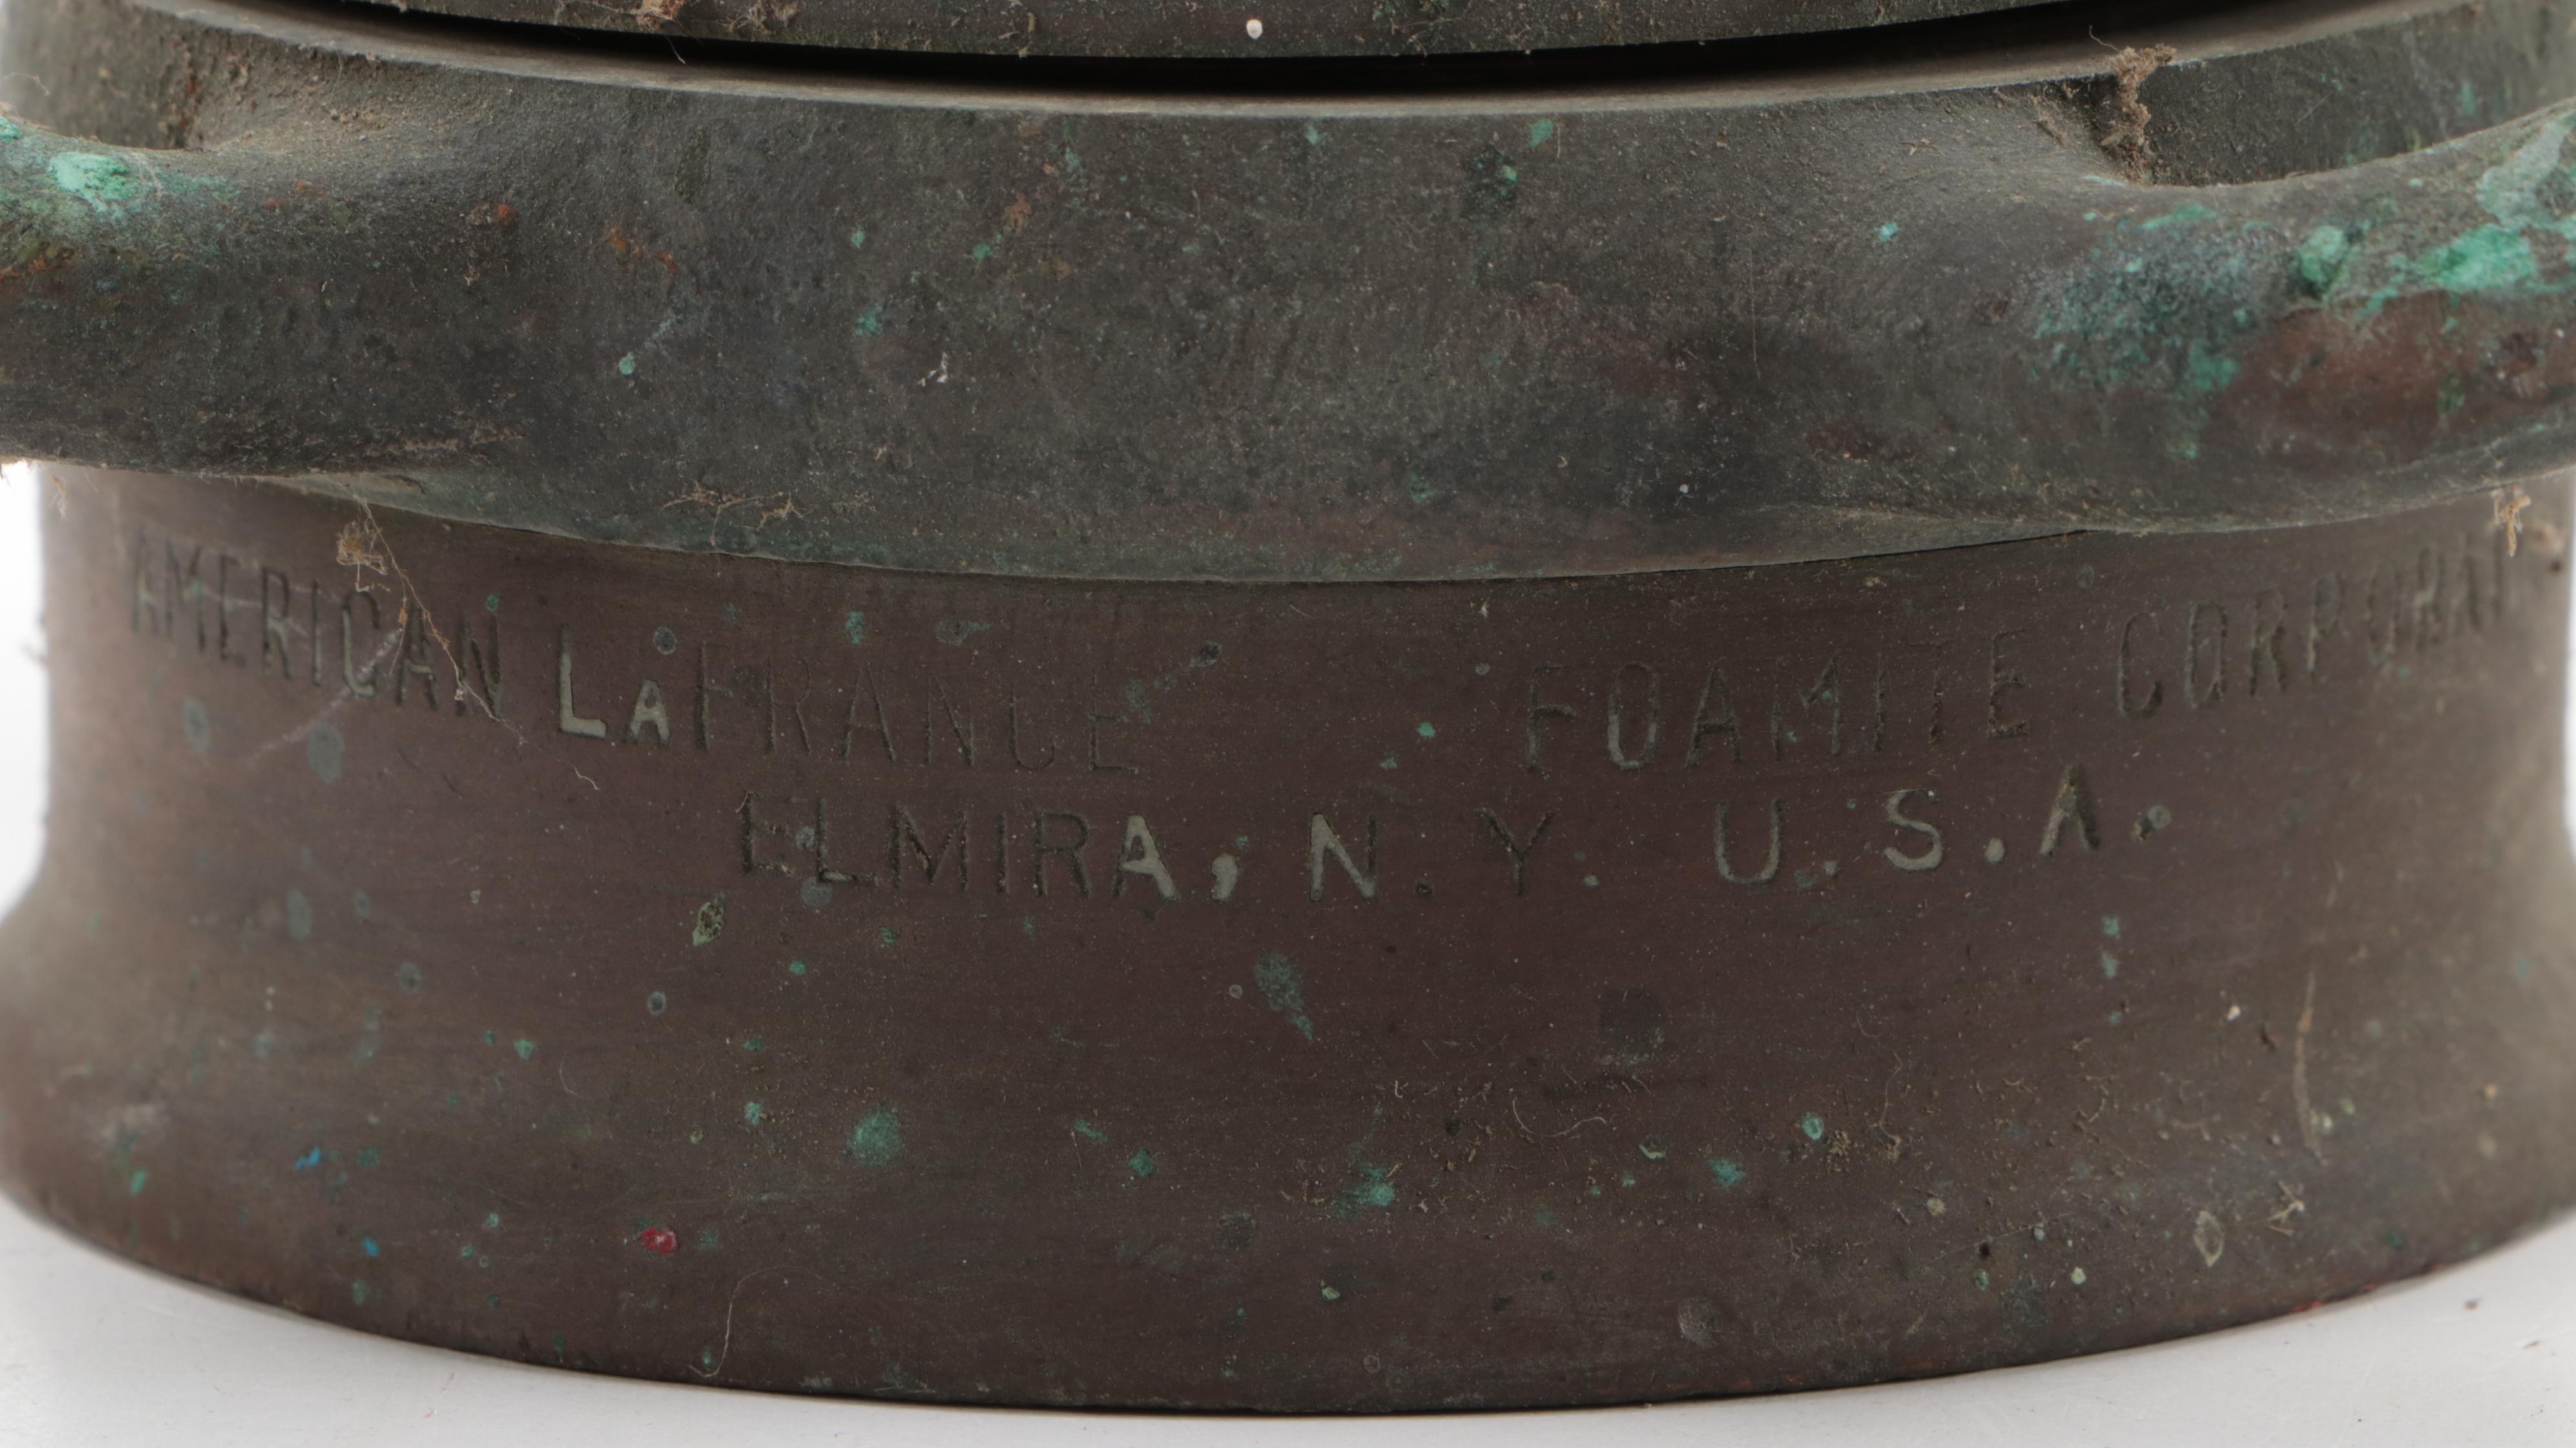 AMERICAN LAFRANCE FOAMITE CORPORAT
ELMIRA, N. Y. U.S.A.